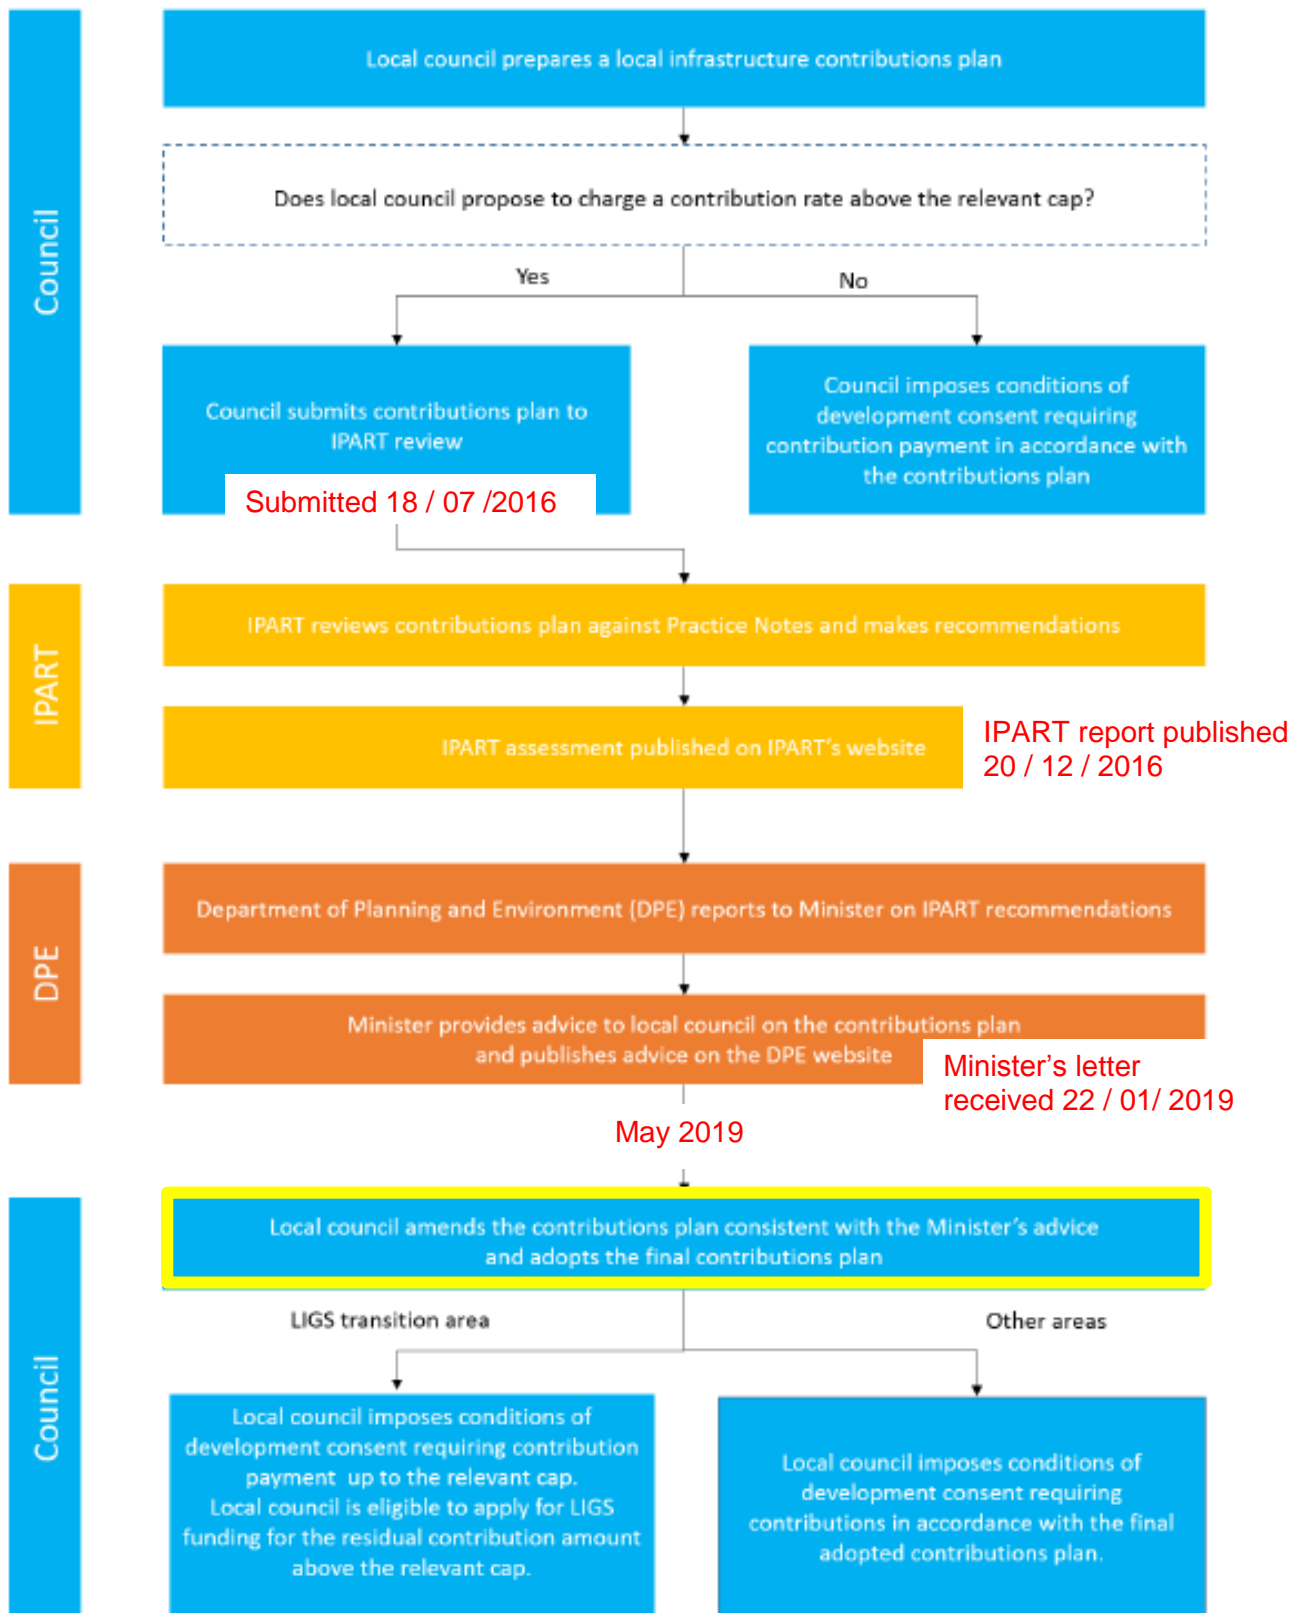 Council
Local council prepares a local infrastructure contributions plan
Does local council propose to charge a contribution rate above the relevant cap?
Yes
No
Council submits contributions plan to
IPART review
Submitted 18 / 07 /2016
Council imposes conditions of
development consent requiring
contribution payment in accordance with
the contributions plan
IPART
IPART reviews contributions plan against Practice Notes and makes recommendations
IPART assessment published on IPART's website
IPART report published
20 / 12 / 2016
DPE
Department of Planning and Environment (DPE) reports to Minister on IPART recommendations
Minister provides advice to local council on the contributions plan
and publishes advice on the DPE website
Minister's letter
received 22 / 01/ 2019
May 2019
Council
Local council amends the contributions plan consistent with the Minister's advice
and adopts the final contributions plan
LIGS transition area
Other areas
Local council imposes conditions of
development consent requiring contribution
payment up to the relevant cap.
Local council is eligible to apply for LIGS
funding for the residual contribution amount
above the relevant cap.
Local council imposes conditions of
development consent requiring
contributions in accordance with the final
adopted contributions plan.